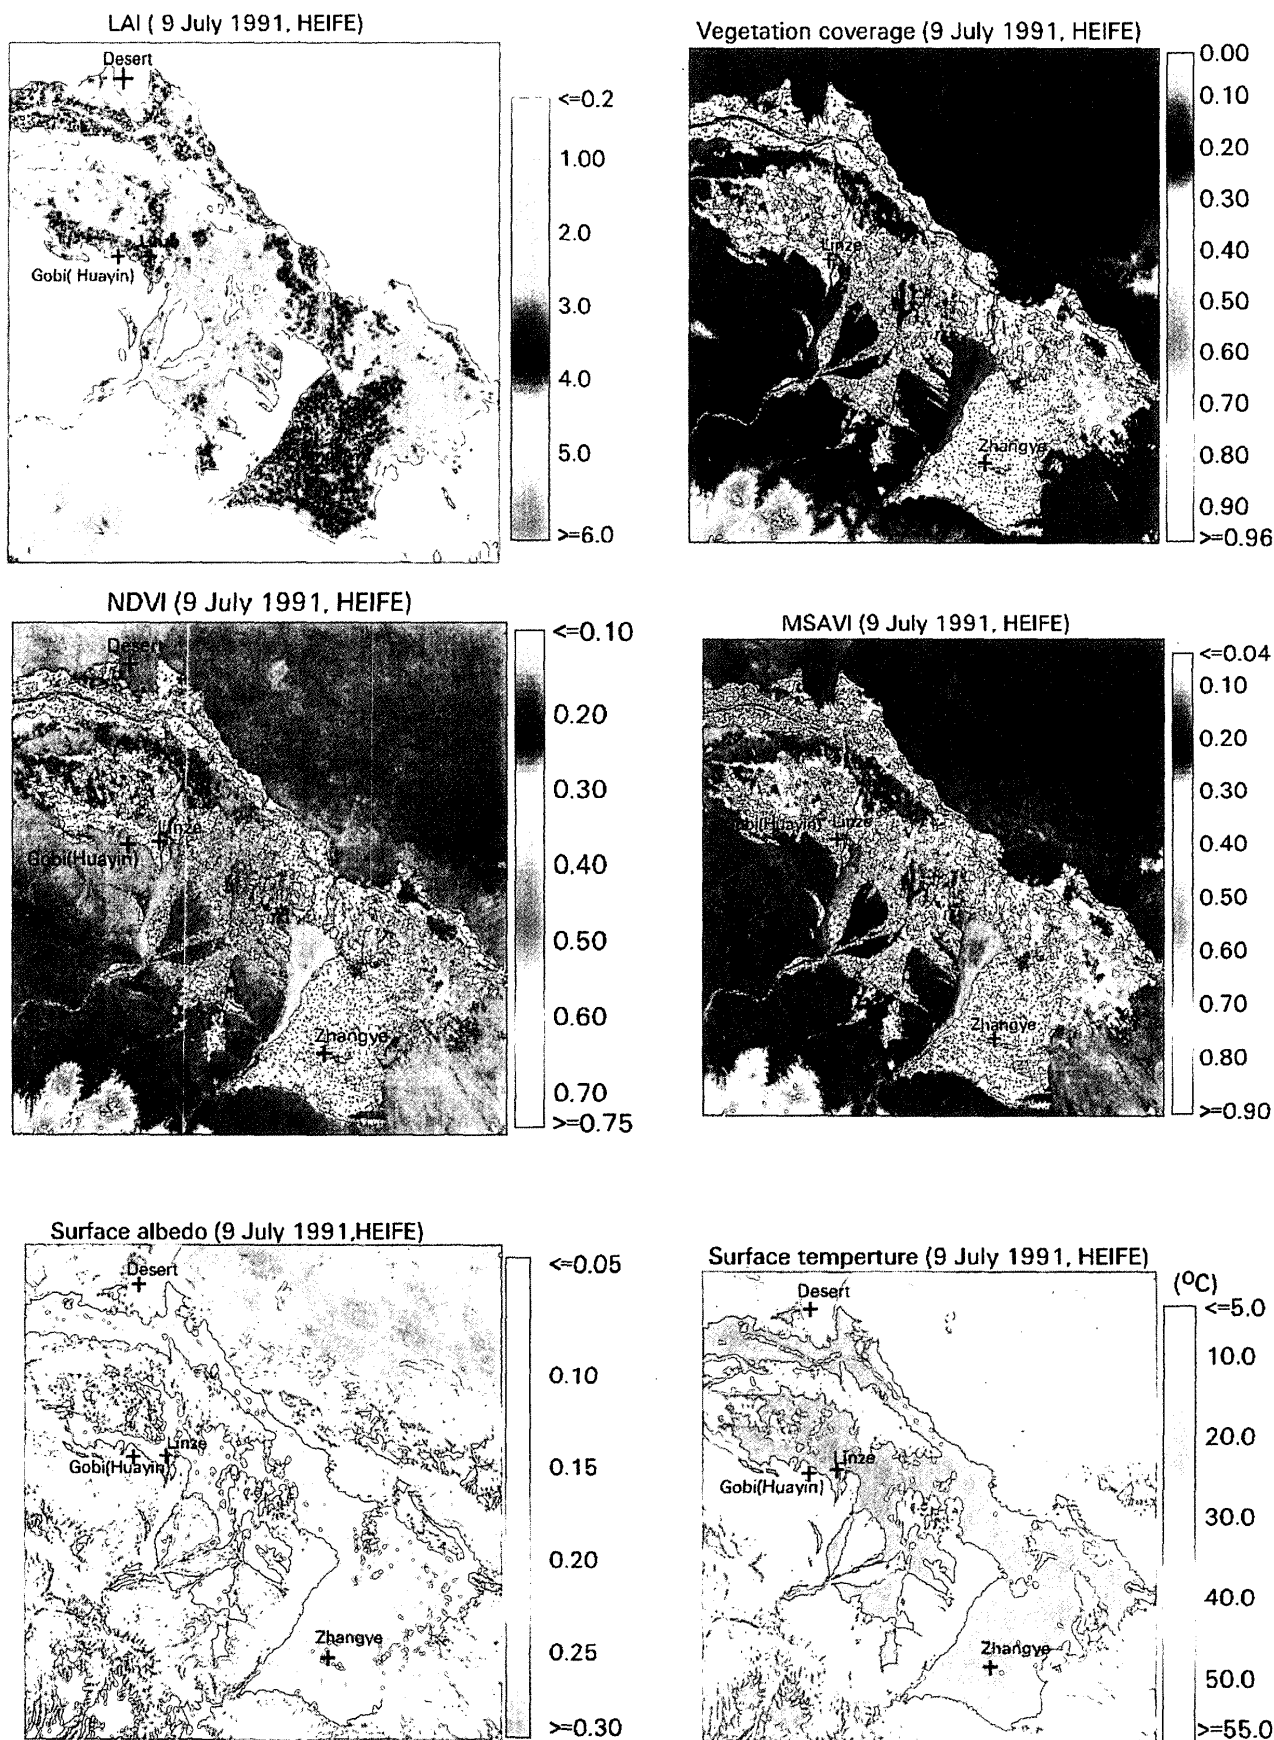 LAI ( 9 July 1991, HEIFE)
Desert
Gobi( Huayin)
<=0.2
1.00
2.0
3.0
4.0
5.0
>=6.0
Vegetation coverage (9 July 1991, HEIFE)
Linze
Zhangye
0.00
0.10
0.20
0.30
0.40
0.50
0.60
0.70
0.80
0.90
>=0.96
NDVI (9 July 1991, HEIFE)
Desert
Linze
Gobi(Huayin)
Zhangye
<=0.10
0.20
0.30
0.40
0.50
0.60
0.70
>=0.75
MSAVI (9 July 1991, HEIFE)
Gobi(Huayin) Linze
Zhangye
<=0.04
0.10
0.20
0.30
0.40
0.50
0.60
0.70
0.80
>=0.90
Surface albedo (9 July 1991,HEIFE)
Desert
Linze
Gobi(Huayin)
Zhangye
<=0.05
0.10
0.15
0.20
0.25
>=0.30
Surface temperture (9 July 1991, HEIFE)
Desert
Linze
Gobi(Huayin)
Zhangye
(ºC)
<=5.0
10.0
20.0
30.0
40.0
50.0
>=55.0